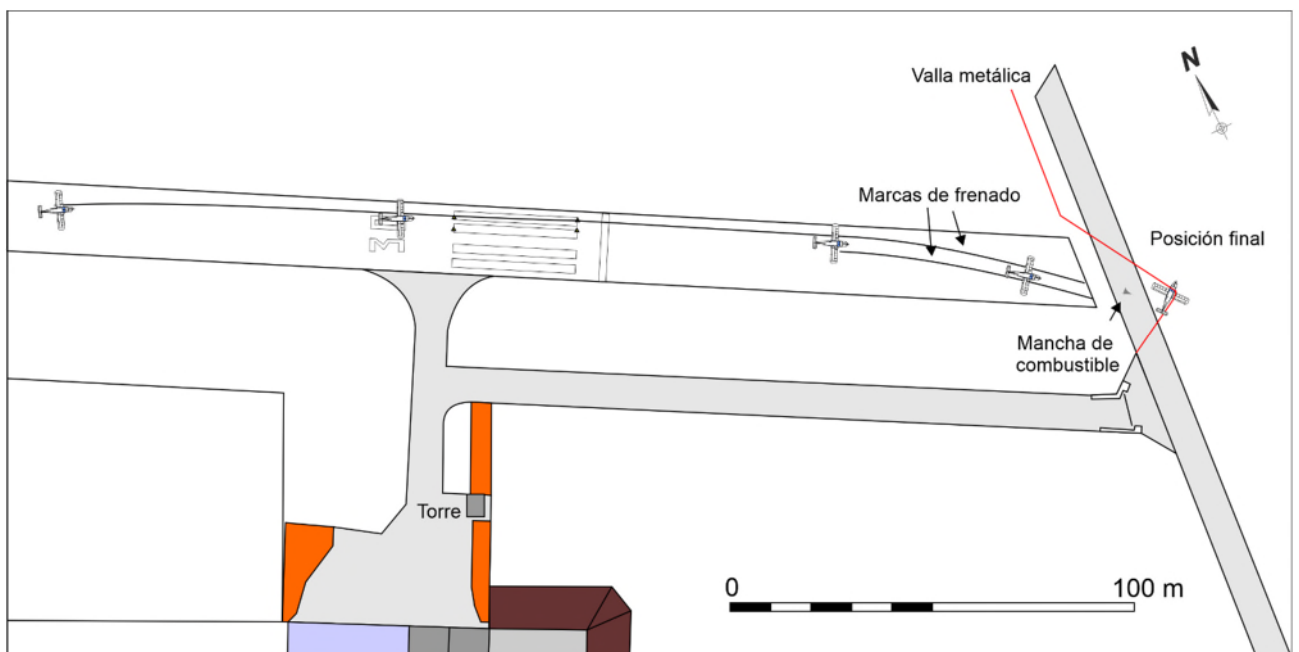 N
Valla metálica
Marcas de frenado
Posición final
Mancha de
combustible
Torre
0
100 m